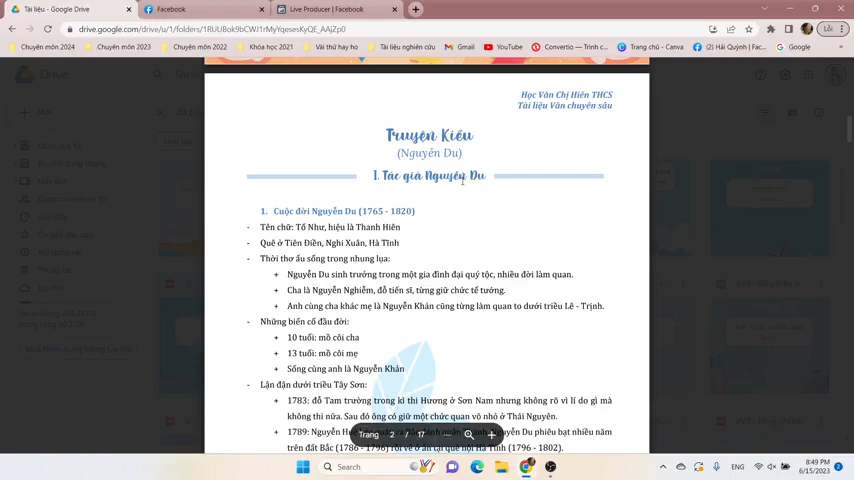 Tài liệu - Google Drive
Facebook
Live Producer | Facebook
drive.google.com/drive/u/1/folders/1RUUBok9bCWJ1rMyYqesesKyQE_AAjZp0
Lỗi
Chuyên môn 2024
Chuyên môn 2023
Chuyên môn 2022
Khóa học 2021
Vải thứ hay ho
Tài liệu nghiên cứu
Gmail
YouTube
Convertio — Trình c...
Trang chủ - Canva
(2) Hải Quỳnh | Fac...
Google
Drive
Học Văn Chị Hiên THCS
Tài liệu Văn chuyên sâu
Truyện Kiều
(Nguyễn Du)
I. Tác giả Nguyễn Du
1. Cuộc đời Nguyễn Du (1765 - 1820)
- Tên chữ: Tố Như, hiệu là Thanh Hiên
- Quê ở Tiên Điền, Nghi Xuân, Hà Tĩnh
- Thời thơ ấu sống trong nhung lụa:
+ Nguyễn Du sinh trưởng trong một gia đình đại quý tộc, nhiều đời làm quan.
+ Cha là Nguyễn Nghiễm, đỗ tiến sĩ, từng giữ chức tể tướng.
+ Anh cùng cha khác mẹ là Nguyễn Khản cũng từng làm quan to dưới triều Lê - Trịnh.
- Những biến cố đầu đời:
+ 10 tuổi: mồ côi cha
+ 13 tuổi: mồ côi mẹ
+ Sống cùng anh là Nguyễn Khản
- Lận đận dưới triều Tây Sơn:
+ 1783: đỗ Tam trường trong kì thi Hương ở Sơn Nam nhưng không rõ vì lí do gì mà
không thi nữa. Sau đó ông có giữ một chức quan võ nhỏ ở Thái Nguyên.
+ 1789: Nguyễn Huệ Nguyễn Du phiêu bạt nhiều năm
trên đất Bắc (1786 - 1796) rồi về ở ẩn tại quê nội Hà Tĩnh (1796 - 1802).
Trang 2 / 17
Search
ENG
8:49 PM
6/15/2023